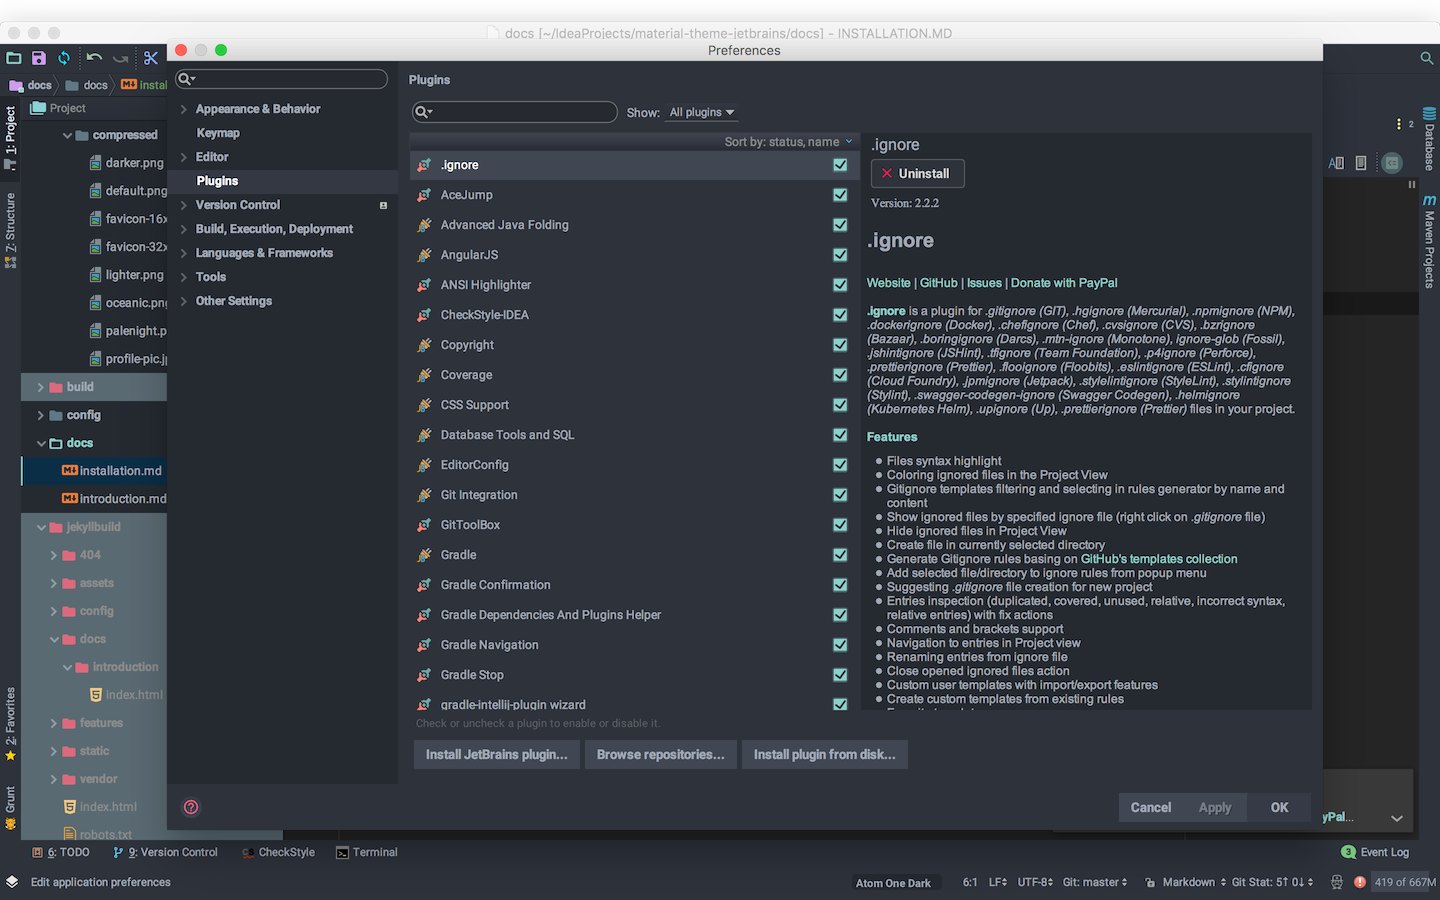 docs [~/IdeaProjects/material-theme-jetbrains/docs] - INSTALLATION.MD
Preferences
docs
docs
instal
1: Project
7: Structure
2: Favorites
Grunt
Project
compressed
darker.png
default.png
favicon-16x
favicon-32x
lighter.png
oceanic.png
palenight.p
profile-pic.j
build
config
docs
installation.md
introduction.md
jekyllbuild
404
assets
config
docs
introduction
index.html
features
static
vendor
index.html
robots.txt
Appearance & Behavior
Keymap
Editor
Plugins
Version Control
Build, Execution, Deployment
Languages & Frameworks
Tools
Other Settings
Plugins
Show: All plugins
Sort by: status, name
.ignore
AceJump
Advanced Java Folding
AngularJS
ANSI Highlighter
CheckStyle-IDEA
Copyright
Coverage
CSS Support
Database Tools and SQL
EditorConfig
Git Integration
GitToolBox
Gradle
Gradle Confirmation
Gradle Dependencies And Plugins Helper
Gradle Navigation
Gradle Stop
gradle-intellij-plugin wizard
Check or uncheck a plugin to enable or disable it.
Install JetBrains plugin...
Browse repositories...
Install plugin from disk...
.ignore
Uninstall
Version: 2.2.2
.ignore
Website | GitHub | Issues | Donate with PayPal
.ignore is a plugin for .gitignore (GIT), .hgignore (Mercurial), .npmignore (NPM),
.dockerignore (Docker), .chefignore (Chef), .cvsignore (CVS), .bzrignore
(Bazaar), .boringignore (Darcs), .mtn-ignore (Monotone), ignore-glob (Fossil),
.jshintignore (JSHint), .tfignore (Team Foundation), .p4ignore (Perforce),
.prettierignore (Prettier), .flooignore (Floobits), .eslintignore (ESLint), .cfignore
(Cloud Foundry), .jpmignore (Jetpack), .stylelintignore (StyleLint), .stylintignore
(Stylint), .swagger-codegen-ignore (Swagger Codegen), .helmignore
(Kubernetes Helm), .upignore (Up), .prettierignore (Prettier) files in your project.
Features
Files syntax highlight
Coloring ignored files in the Project View
Gitignore templates filtering and selecting in rules generator by name and
content
Show ignored files by specified ignore file (right click on .gitignore file)
Hide ignored files in Project View
Create file in currently selected directory
Generate Gitignore rules basing on GitHub's templates collection
Add selected file/directory to ignore rules from popup menu
Suggesting .gitignore file creation for new project
Entries inspection (duplicated, covered, unused, relative, incorrect syntax,
relative entries) with fix actions
Comments and brackets support
Navigation to entries in Project view
Renaming entries from ignore file
Close opened ignored files action
Custom user templates with import/export features
Create custom templates from existing rules
Cancel
Apply
OK
2
Database
m Maven Projects
yPal...
6: TODO
9: Version Control
CheckStyle
Terminal
3 Event Log
Edit application preferences
Atom One Dark
6:1
LF
UTF-8
Git: master
Markdown
Git Stat: 5↑ 0↓
419 of 667M